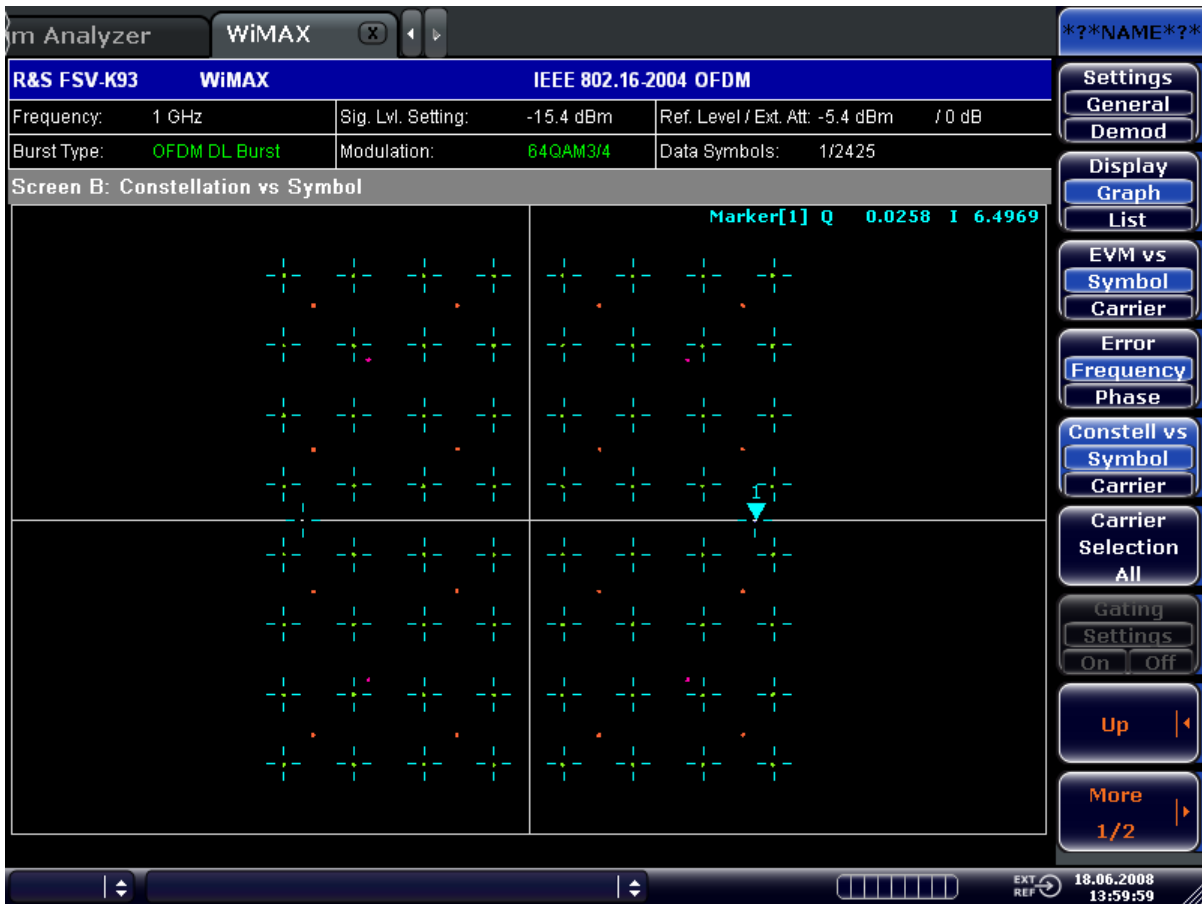 m Analyzer WiMAX X
*?*NAME*?*
R&S FSV-K93 WiMAX IEEE 802.16-2004 OFDM
Frequency: 1 GHz Sig. Lvl. Setting: -15.4 dBm Ref. Level / Ext. Att: -5.4 dBm / 0 dB
Burst Type: OFDM DL Burst Modulation: 64QAM3/4 Data Symbols: 1/2425
Screen B: Constellation vs Symbol
Marker[1] Q 0.0258 I 6.4969
1
Settings
General
Demod
Display
Graph
List
EVM vs
Symbol
Carrier
Error
Frequency
Phase
Constell vs
Symbol
Carrier
Carrier
Selection
All
Gating
Settings
On Off
Up
More
1/2
EXT
REF
18.06.2008
13:59:59